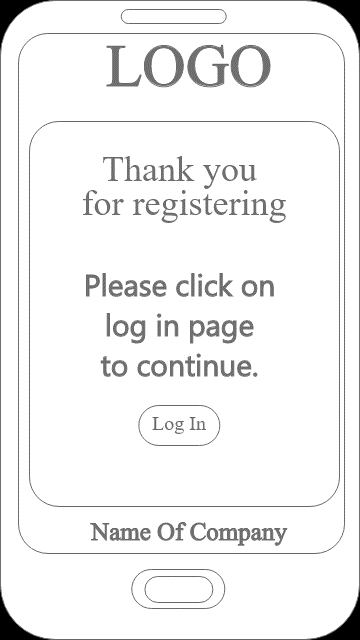 LOGO
Thank you
for registering
Please click on
log in page
to continue.
Log In
Name Of Company